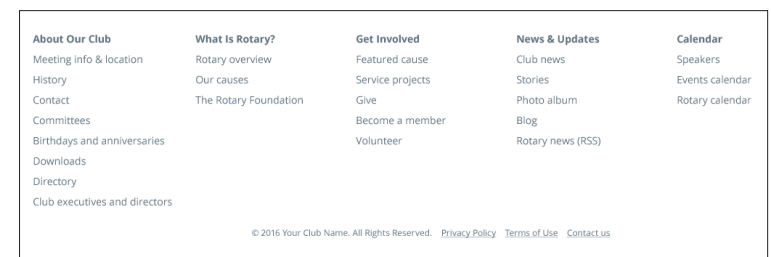 About Our Club
Meeting info & location
History
Contact
Committees
Birthdays and anniversaries
Downloads
Directory
Club executives and directors
What Is Rotary?
Rotary overview
Our causes
The Rotary Foundation
Get Involved
Featured cause
Service projects
Give
Become a member
Volunteer
News & Updates
Club news
Stories
Photo album
Blog
Rotary news (RSS)
Calendar
Speakers
Events calendar
Rotary calendar
© 2016 Your Club Name. All Rights Reserved. Privacy Policy Terms of Use Contact us